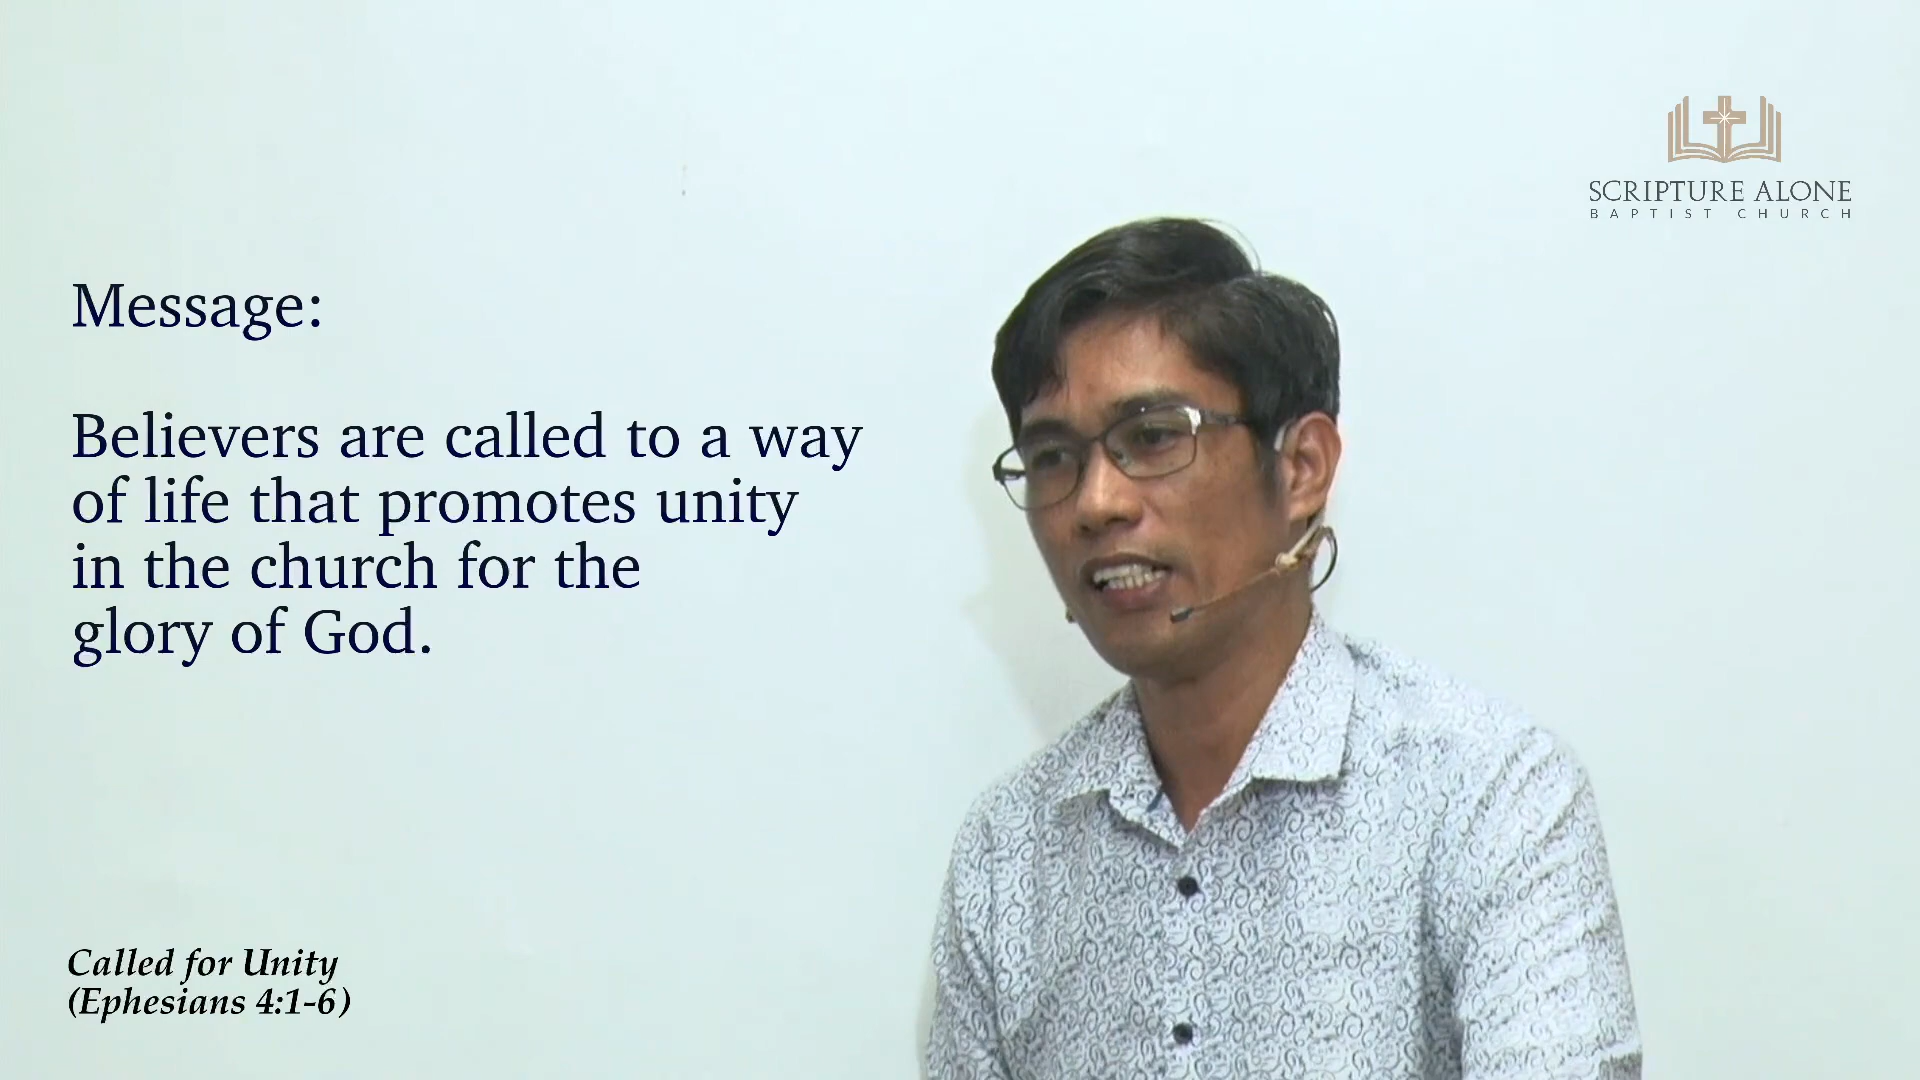 SCRIPTURE ALONE
BAPTIST CHURCH
Message:
Believers are called to a way
of life that promotes unity
in the church for the
glory of God.
Called for Unity
(Ephesians 4:1-6)